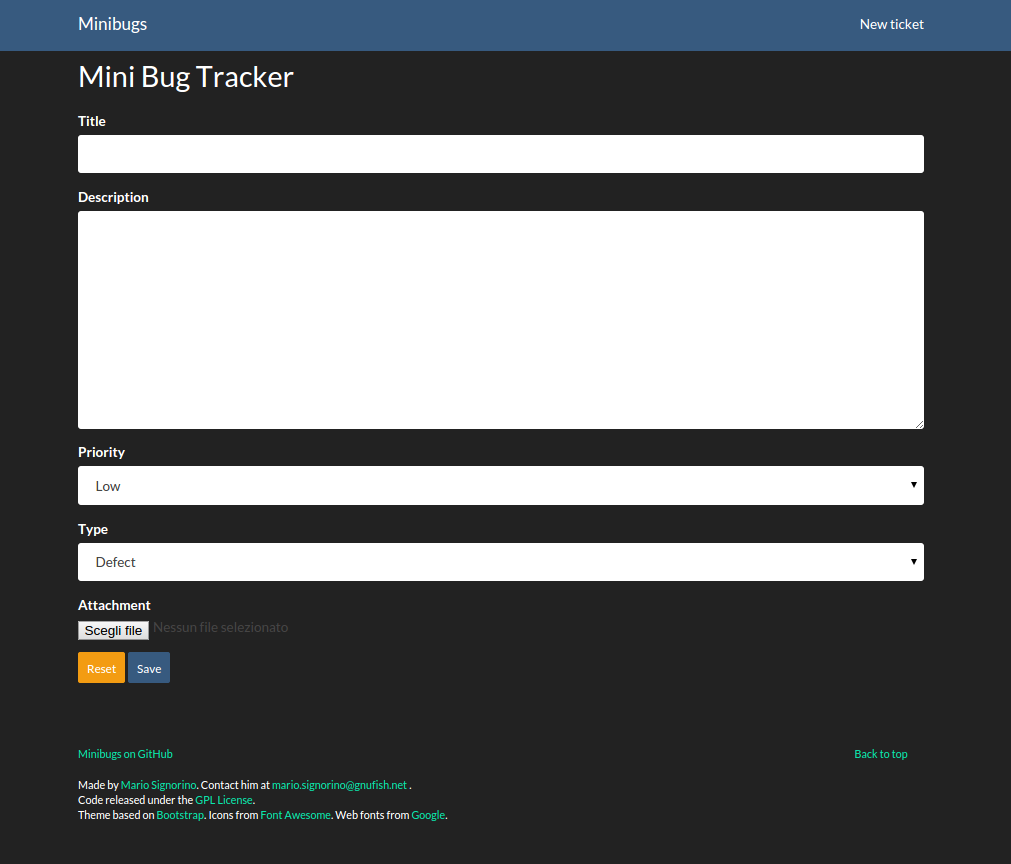 Minibugs New ticket
Mini Bug Tracker
Title
Description
Priority
Low
Type
Defect
Attachment
Scegli file Nessun file selezionato
Reset Save
Minibugs on GitHub Back to top
Made by Mario Signorino. Contact him at mario.signorino@gnufish.net .
Code released under the GPL License.
Theme based on Bootstrap. Icons from Font Awesome. Web fonts from Google.